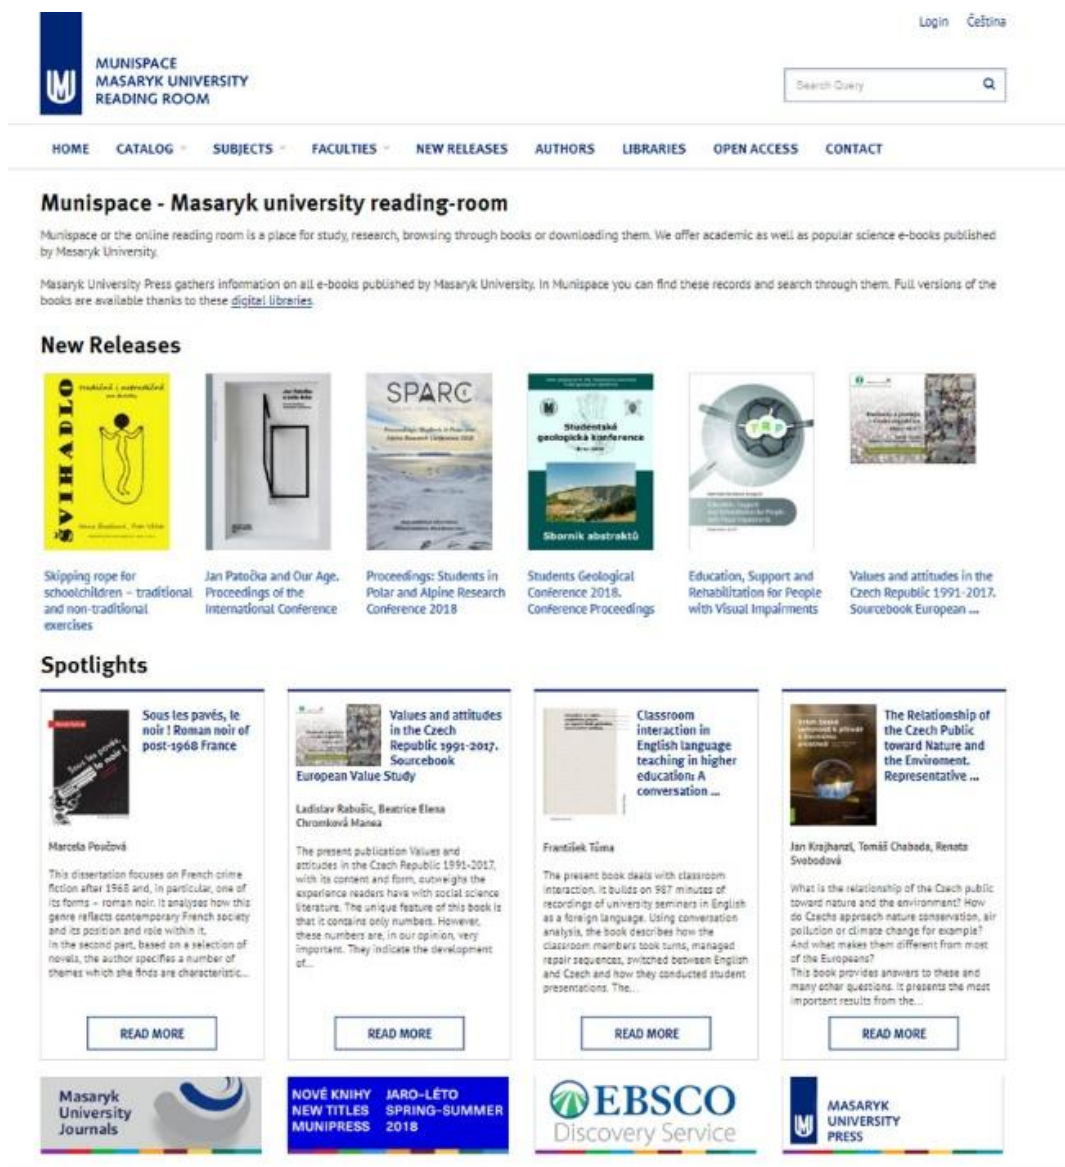 Login Čeština
MUNISPACE
MASARYK UNIVERSITY
READING ROOM
Search Query
HOME CATALOG SUBJECTS FACULTIES NEW RELEASES AUTHORS LIBRARIES OPEN ACCESS CONTACT
Munispace - Masaryk university reading-room
Munispace or the online reading room is a place for study, research, browsing through books or downloading them. We offer academic as well as popular science e-books published
by Masaryk University.
Masaryk University Press gathers information on all e-books published by Masaryk University. In Munispace you can find these records and search through them. Full versions of the
books are available thanks to these digital libraries
New Releases
ŠVIHADLO
SPARC
Proceedings: Students in Polar and
Alpine Research Conference 2018
Studentská
geologická konference
Sborník abstraktů
Skipping rope for
schoolchildren – traditional
and non-traditional
exercises
Jan Patočka and Our Age.
Proceedings of the
International Conference
Proceedings: Students in
Polar and Alpine Research
Conference 2018
Students Geological
Conference 2018.
Conference Proceedings
Education, Support and
Rehabilitation for People
with Visual Impairments
Values and attitudes in the
Czech Republic 1991-2017.
Sourcebook European ...
Spotlights
Sous les pavés, le
noir ! Roman noir of
post-1968 France
Marcela Poučová
This dissertation focuses on French crime
fiction after 1968 and, in particular, one of
its forms – roman noir. It analyses how this
genre reflects contemporary French society
and its position and role within it.
In the second part, based on a selection of
novels, the author specifies a number of
themes which she finds are characteristic...
READ MORE
Values and attitudes
in the Czech
Republic 1991-2017.
Sourcebook
European Value Study
Ladislav Rabušic, Beatrice Elena
Chromková Manea
The present publication Values and
attitudes in the Czech Republic 1991-2017,
with its content and form, outweighs the
experience readers have with social science
literature. The unique feature of this book is
that it contains only numbers. However,
these numbers are, in our opinion, very
important. They indicate the development
of...
READ MORE
Classroom
interaction in
English language
teaching in higher
education: A
conversation ...
František Tůma
The present book deals with classroom
interaction. It builds on 987 minutes of
recordings of university seminers in English
as a foreign language. Using conversation
analysis, the book describes how the
classroom members took turns, managed
repair sequences, switched between English
and Czech and how they conducted student
presentations. The...
READ MORE
The Relationship of
the Czech Public
toward Nature and
the Enviroment.
Representative ...
Jan Krajhanzl, Tomáš Chabada, Renata
Svobodová
What is the relationship of the Czech public
toward nature and the environment? How
do Czechs approach nature conservation, air
pollution or climate change for example?
And what makes them different from most
of the Europeans?
This book provides answers to these and
many other questions. It presents the most
important results from the...
READ MORE
Masaryk
University
Journals
NOVÉ KNIHY JARO–LÉTO
NEW TITLES SPRING-SUMMER
MUNIPRESS 2018
EBSCO
Discovery Service
MASARYK
UNIVERSITY
PRESS